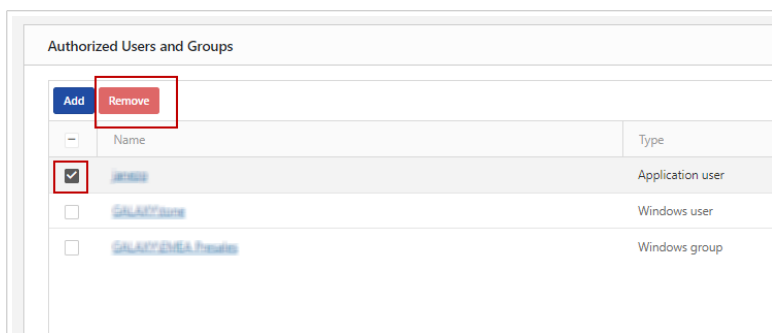 Authorized Users and Groups
Add Remove
Name Type
Application user
Windows user
Windows group